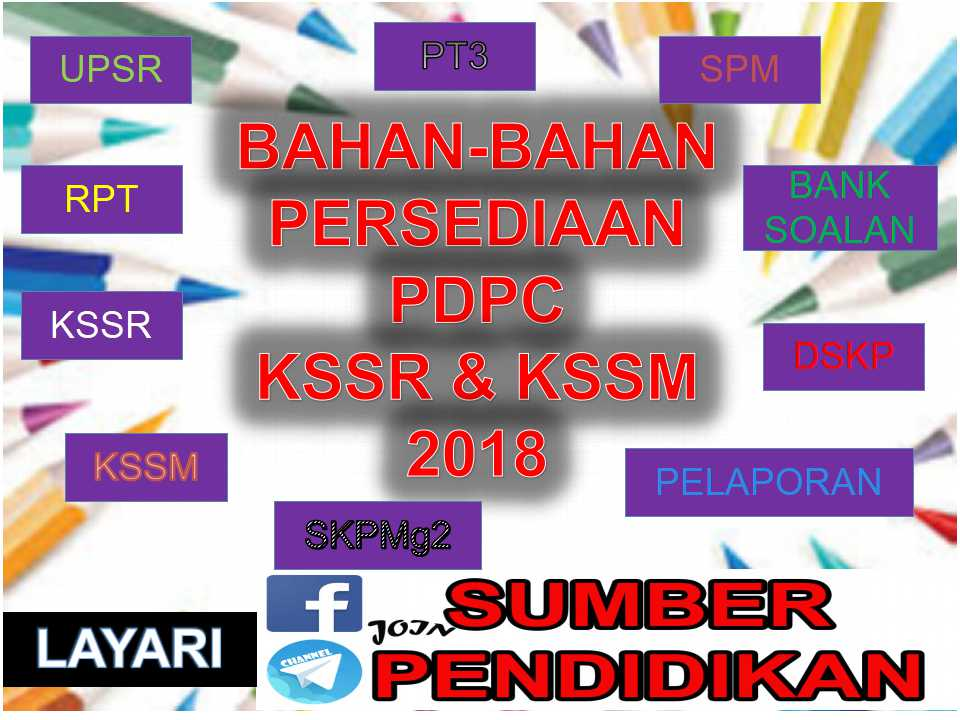 UPSR
PT3
SPM
BAHAN-BAHAN
PERSEDIAAN
PDPC
KSSR & KSSM
2018
RPT
BANK
SOALAN
KSSR
DSKP
KSSM
PELAPORAN
SKPMg2
LAYARI
f
JOIN
CHANNEL
SUMBER
PENDIDIKAN